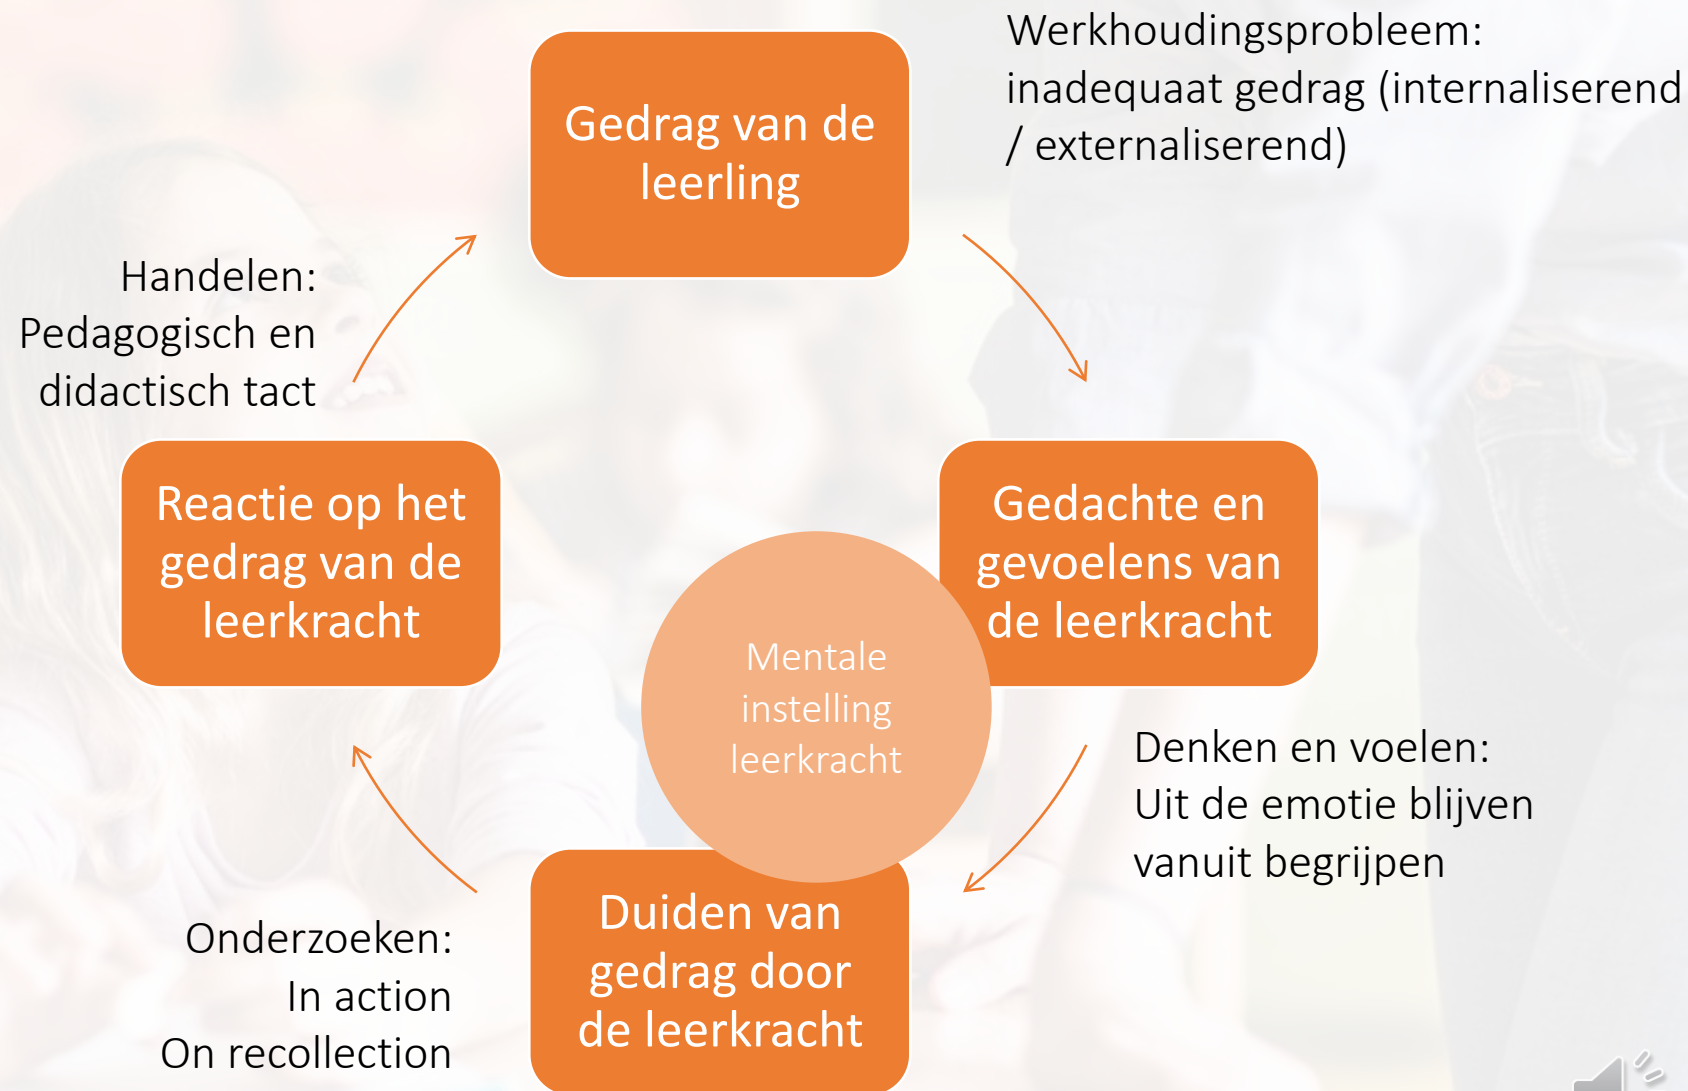 Gedrag van de
leerling
Werkhoudingsprobleem:
inadequaat gedrag (internaliserend
/ externaliserend)
Gedachte en
gevoelens van
de leerkracht
Denken en voelen:
Uit de emotie blijven
vanuit begrijpen
Mentale
instelling
leerkracht
Duiden van
gedrag door
de leerkracht
Onderzoeken:
In action
On recollection
Reactie op het
gedrag van de
leerkracht
Handelen:
Pedagogisch en
didactisch tact